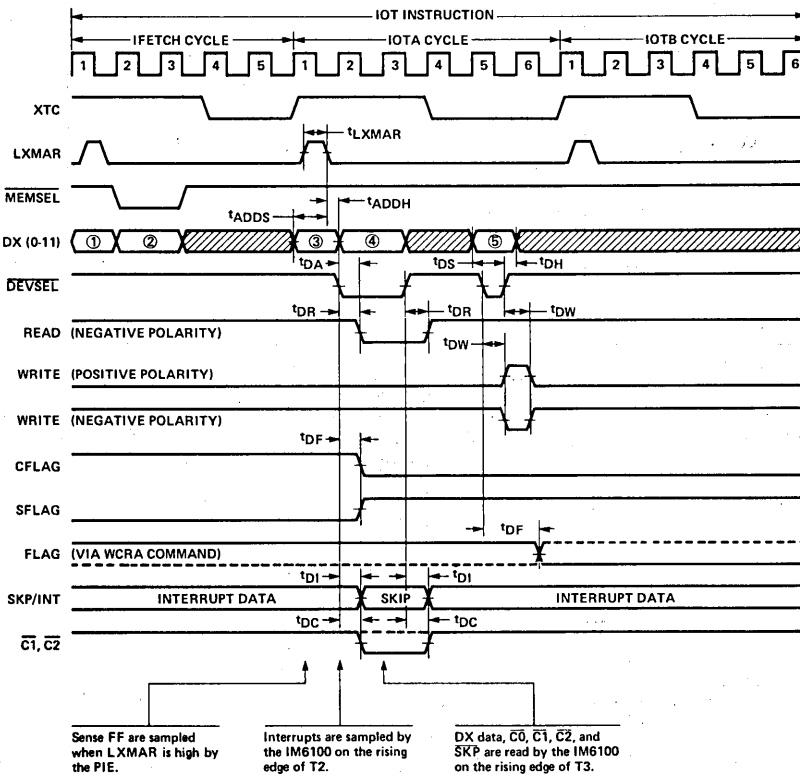 IOT INSTRUCTION
IFETCH CYCLE IOTA CYCLE IOTB CYCLE
1 2 3 4 5 1 2 3 4 5 6 1 2 3 4 5 6
XTC
tLXMAR
LXMAR
MEMSEL
tADDS tADDH
DX (0-11) ① ② ③ ④ ⑤
tDA tDS tDH
DEVSEL
tDR tDR tDW
READ (NEGATIVE POLARITY)
tDW
WRITE (POSITIVE POLARITY)
WRITE (NEGATIVE POLARITY)
tDF
CFLAG
SFLAG
tDF
FLAG (VIA WCRA COMMAND)
tDI tDI
SKP/INT INTERRUPT DATA SKIP INTERRUPT DATA
tDC tDC
C1, C2
Sense FF are sampled
when LXMAR is high by
the PIE.
Interrupts are sampled by
the IM6100 on the rising
edge of T2.
DX data, C0, C1, C2, and
SKP are read by the IM6100
on the rising edge of T3.